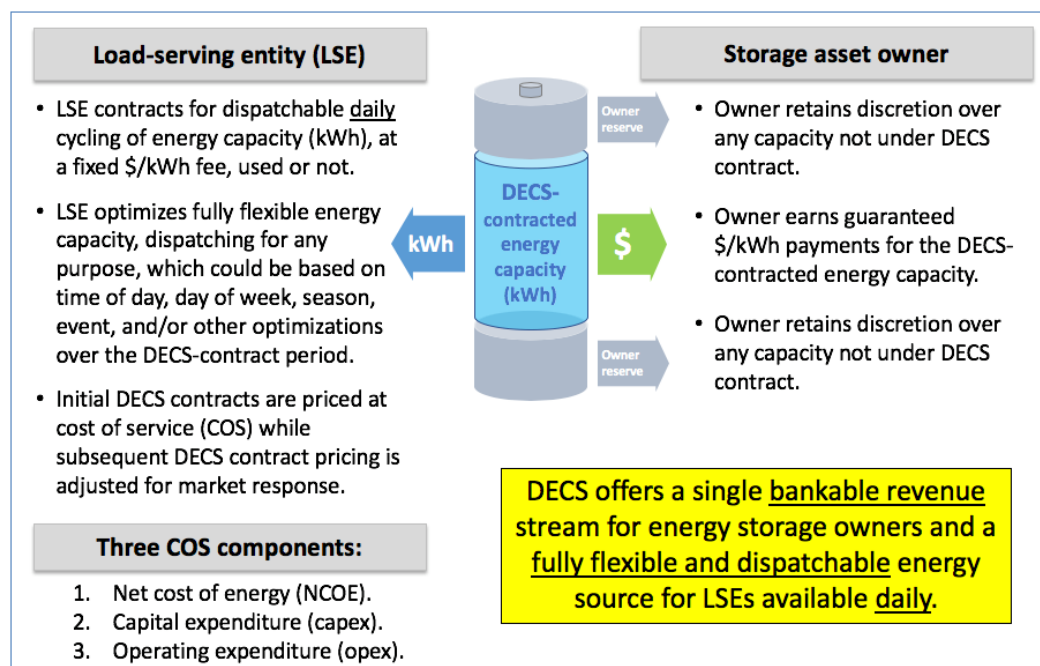 Load-serving entity (LSE)
• LSE contracts for dispatchable daily
cycling of energy capacity (kWh), at
a fixed $/kWh fee, used or not.
• LSE optimizes fully flexible energy
capacity, dispatching for any
purpose, which could be based on
time of day, day of week, season,
event, and/or other optimizations
over the DECS-contract period.
• Initial DECS contracts are priced at
cost of service (COS) while
subsequent DECS contract pricing is
adjusted for market response.
Three COS components:
1. Net cost of energy (NCOE).
2. Capital expenditure (capex).
3. Operating expenditure (opex).
kWh
DECS-
contracted
energy
capacity
(kWh)
Owner
reserve
$
Owner
reserve
Storage asset owner
• Owner retains discretion over
any capacity not under DECS
contract.
• Owner earns guaranteed
$/kWh payments for the DECS-
contracted energy capacity.
• Owner retains discretion over
any capacity not under DECS
contract.
DECS offers a single bankable revenue
stream for energy storage owners and a
fully flexible and dispatchable energy
source for LSEs available daily.